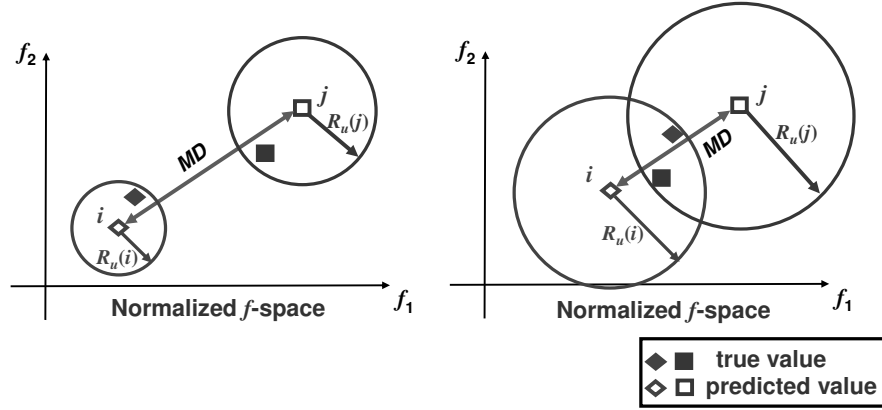 f₂
j
Rᵤ(j)
MD
i
Rᵤ(i)
f₁
Normalized f-space
f₂
j
Rᵤ(j)
MD
i
Rᵤ(i)
f₁
Normalized f-space
true value
predicted value